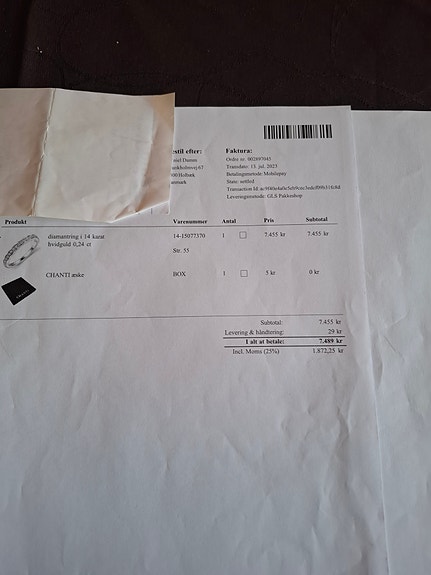 estil efter:
Faktura:
Ordre nr. 002697045
Transdato: 13. jul. 2023
Betalingsmetode: Mobilepay
State: settled
Transaction Id:
Leveringsmetode: GLS Pakkeshop
Produkt Varenummer Antal Pris Subtotal
diamantring i 14 karat 14-15077370 1 7.455 kr 7.455 kr
hvidguld 0,24 ct Str. 55
CHANTI æske BOX 1 5 kr 0 kr
Subtotal: 7.455 kr
Levering & håndtering: 29 kr
I alt at betale: 7.489 kr
Incl. Moms (25%) 1.872,25 kr